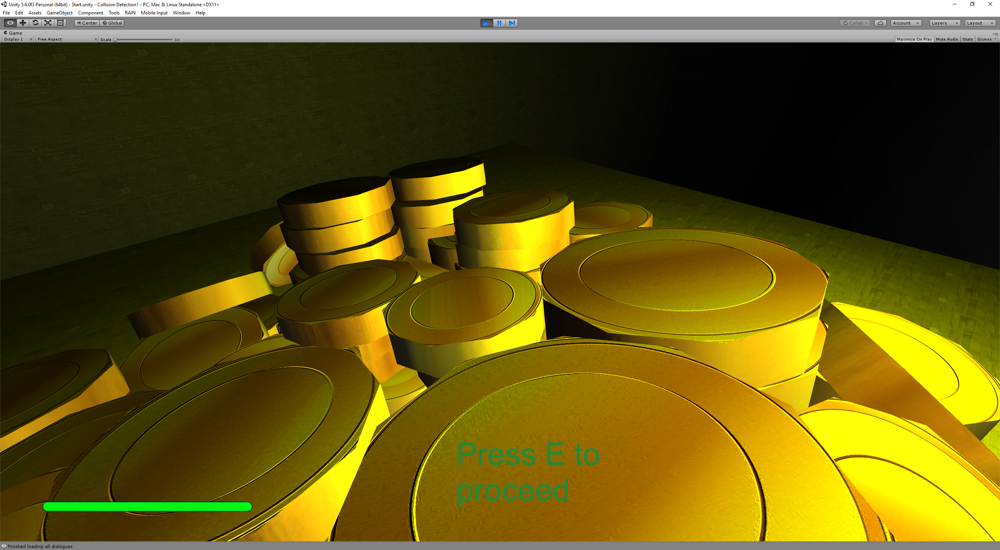 Unity 5.6.0f3 Personal (64bit) - Start.unity - Collision Detection1 - PC, Mac & Linux Standalone <DX11>
File Edit Assets GameObject Component Tools RAIN Mobile Input Window Help
Center Global Collab Account Layers Layout
Game
Display 1 Free Aspect Scale 1x Maximize On Play Mute Audio Stats Gizmos
Press E to
proceed
Finished loading all dialogues